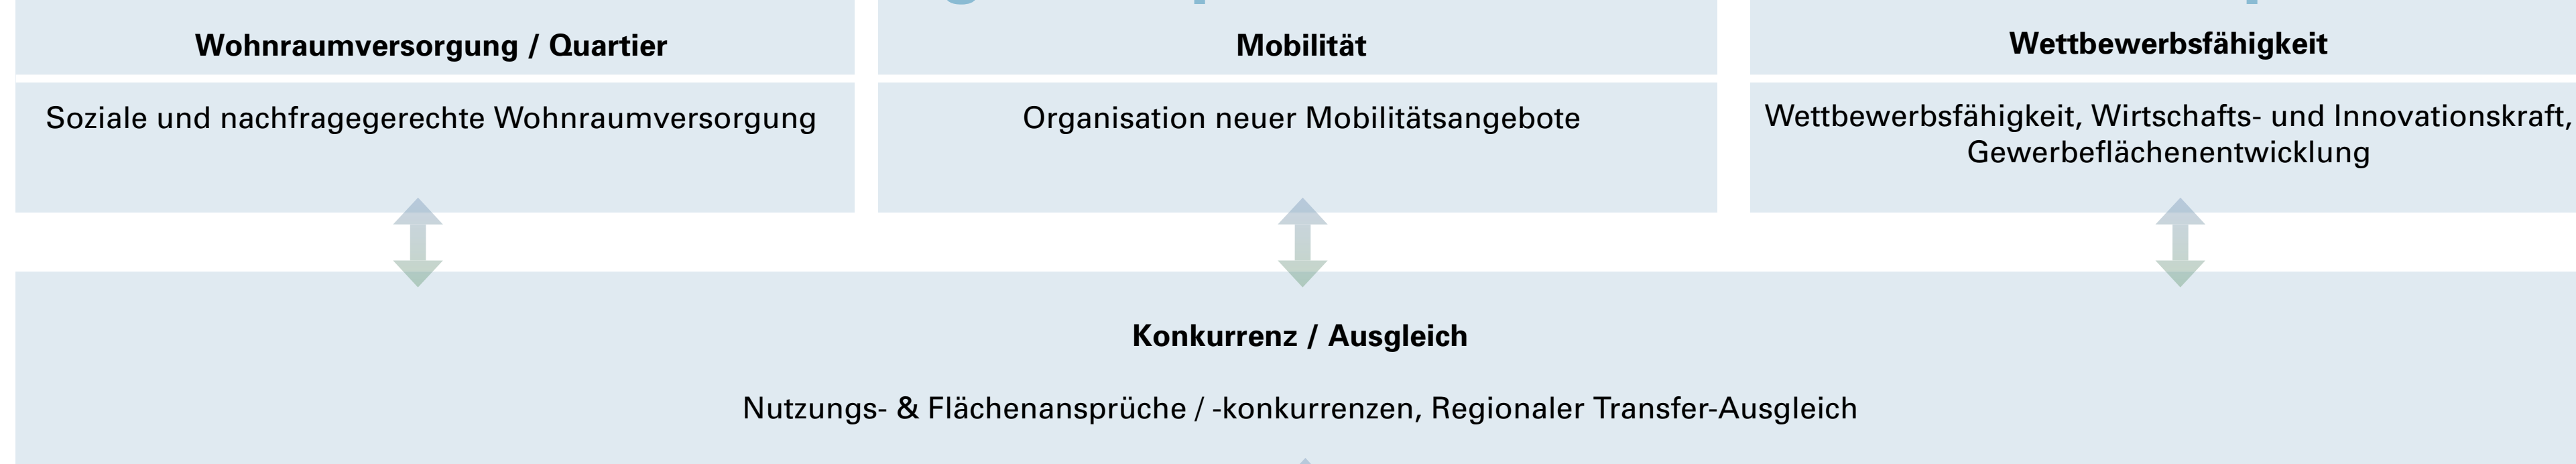 Wohnraumversorgung / Quartier
Soziale und nachfragegerechte Wohnraumversorgung
Mobilität
Organisation neuer Mobilitätsangebote
Wettbewerbsfähigkeit
Wettbewerbsfähigkeit, Wirtschafts- und Innovationskraft,
Gewerbeflächenentwicklung
Konkurrenz / Ausgleich
Nutzungs- & Flächenansprüche / -konkurrenzen, Regionaler Transfer-Ausgleich